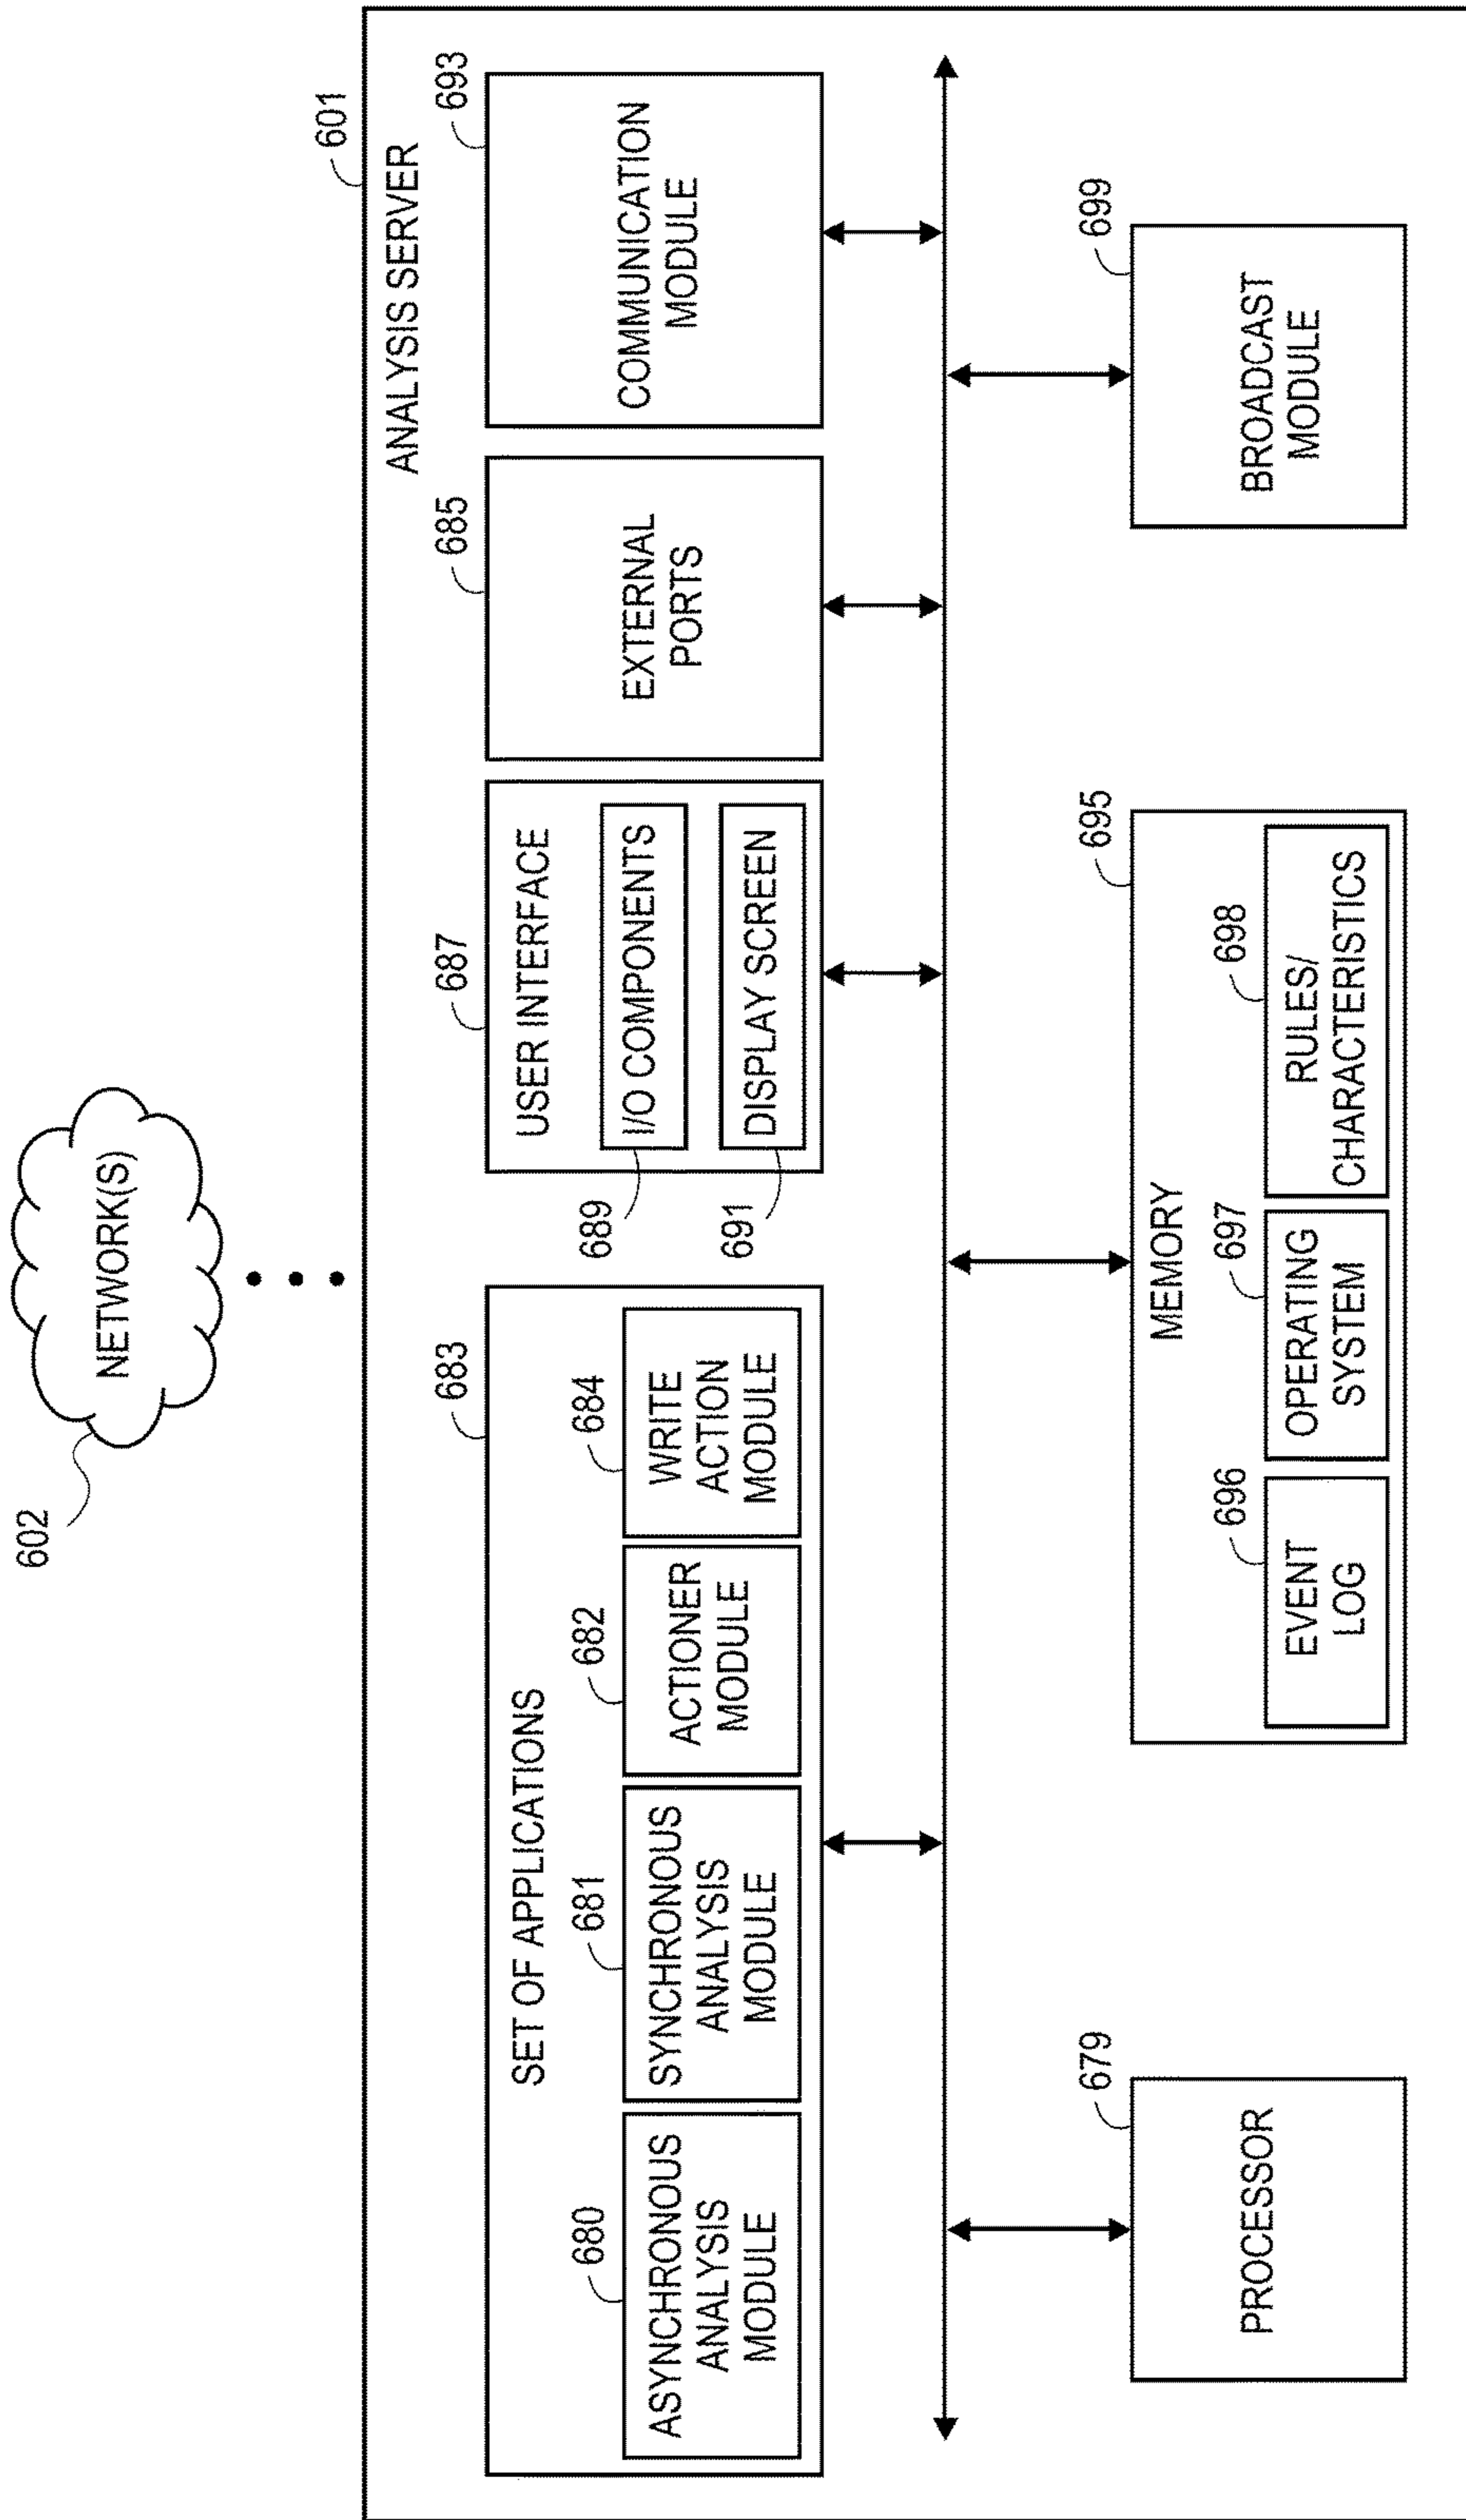 602
NETWORK(S)
601
ANALYSIS SERVER
683
SET OF APPLICATIONS
680
ASYNCHRONOUS
ANALYSIS
MODULE
681
SYNCHRONOUS
ANALYSIS
MODULE
682
ACTIONER
MODULE
684
WRITE
ACTION
MODULE
687
USER INTERFACE
689
I/O COMPONENTS
691
DISPLAY SCREEN
685
EXTERNAL
PORTS
693
COMMUNICATION
MODULE
679
PROCESSOR
695
MEMORY
696
EVENT
LOG
697
OPERATING
SYSTEM
698
RULES/
CHARACTERISTICS
699
BROADCAST
MODULE